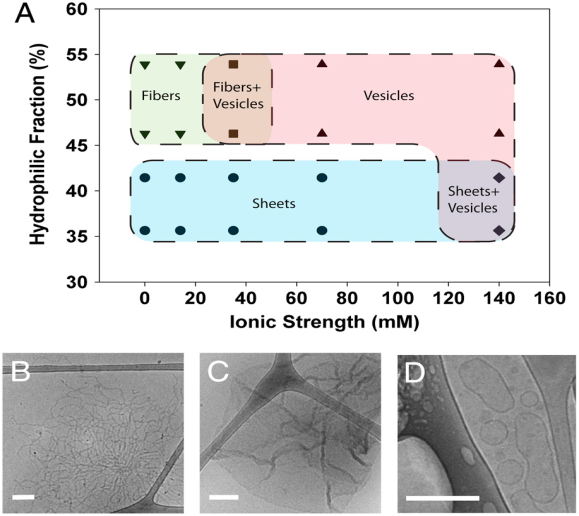 A
Hydrophilic Fraction (%)
60
55
50
45
40
35
30
Fibers
Fibers+
Vesicles
Vesicles
Sheets
Sheets+
Vesicles
0 20 40 60 80 100 120 140 160
Ionic Strength (mM)
B
C
D